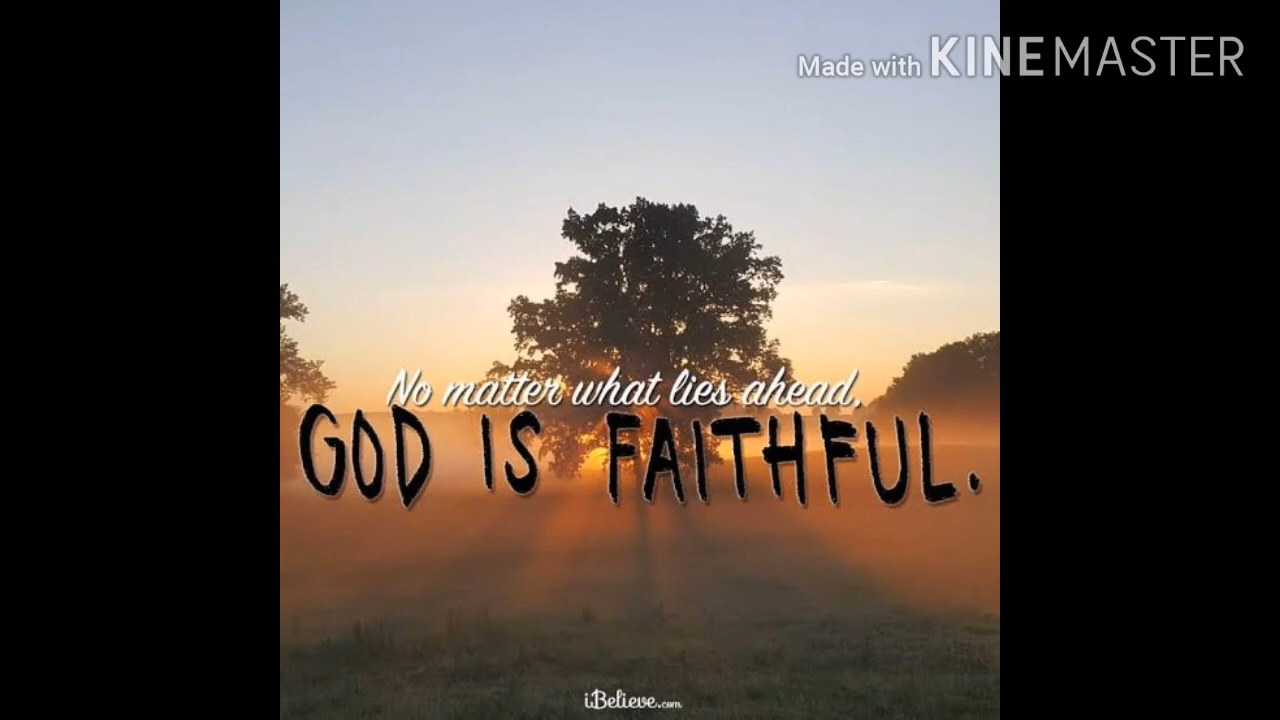 Made with KINEMASTER
No matter what lies ahead,
GOD IS FAITHFUL.
iBelieve.com